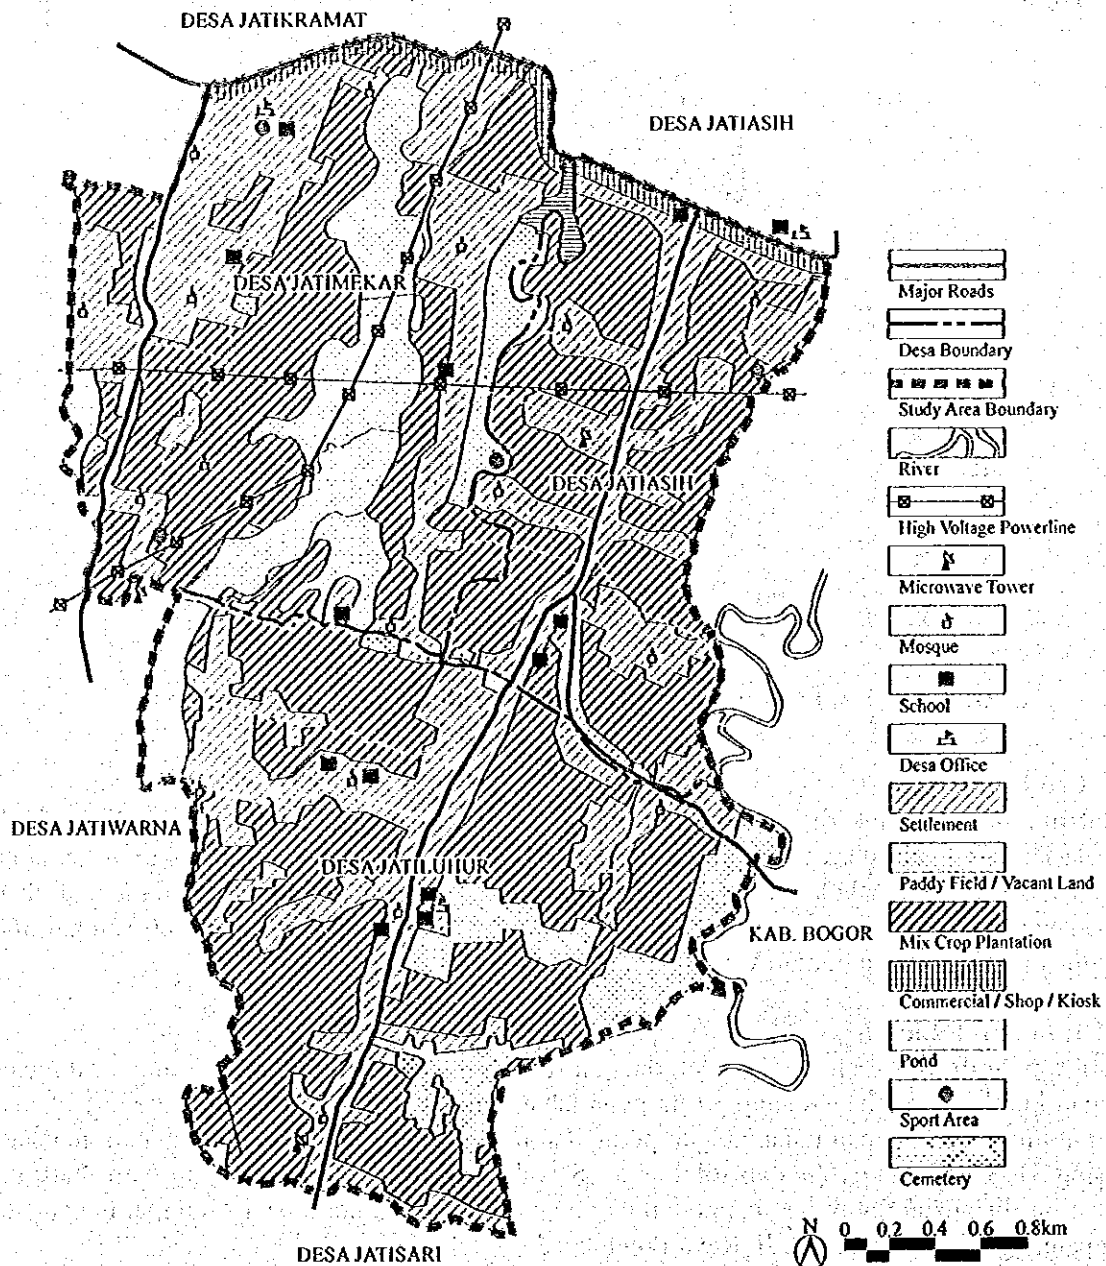 DESA JATIKRAMAT
DESA JATIASIH
DESA JATIMEKAR
DESA JATIASIH
DESA JATIWARNA
DESA JATILUHUR
KAB. BOGOR
DESA JATISARI
Major Roads
Desa Boundary
Study Area Boundary
River
High Voltage Powerline
Microwave Tower
Mosque
School
Desa Office
Settlement
Paddy Field / Vacant Land
Mix Crop Plantation
Commercial / Shop / Kiosk
Pond
Sport Area
Cemetery
N 0 0.2 0.4 0.6 0.8km